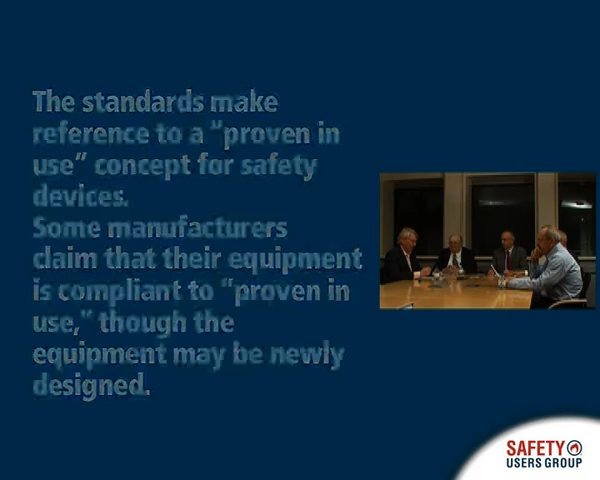 The standards make
reference to a "proven in
use" concept for safety
devices.
Some manufacturers
claim that their equipment
is compliant to "proven in
use," though the
equipment may be newly
designed.
SAFETY
USERS GROUP